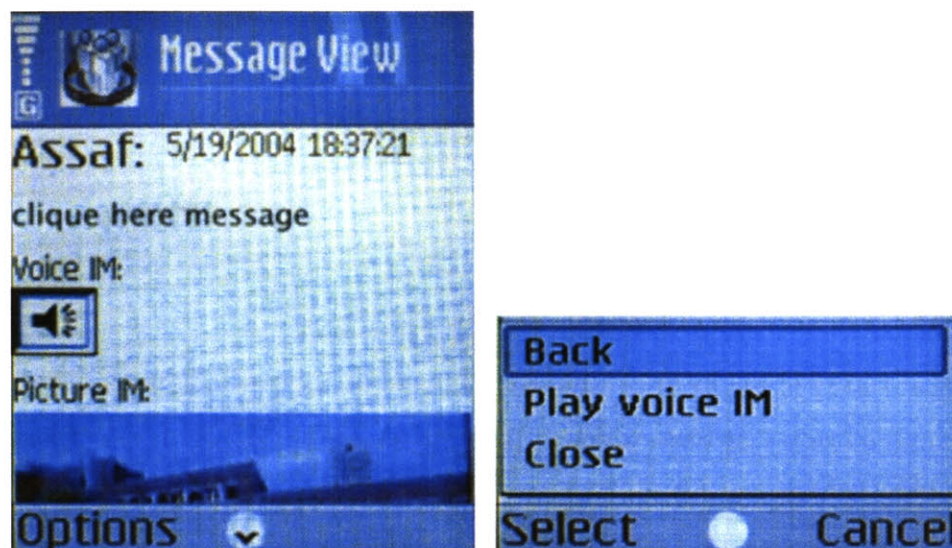 Message View
G
Assaf: 5/19/2004 18:37:21
clique here message
Voice IM:
Picture IM:
Options
Back
Play voice IM
Close
Select Cancel